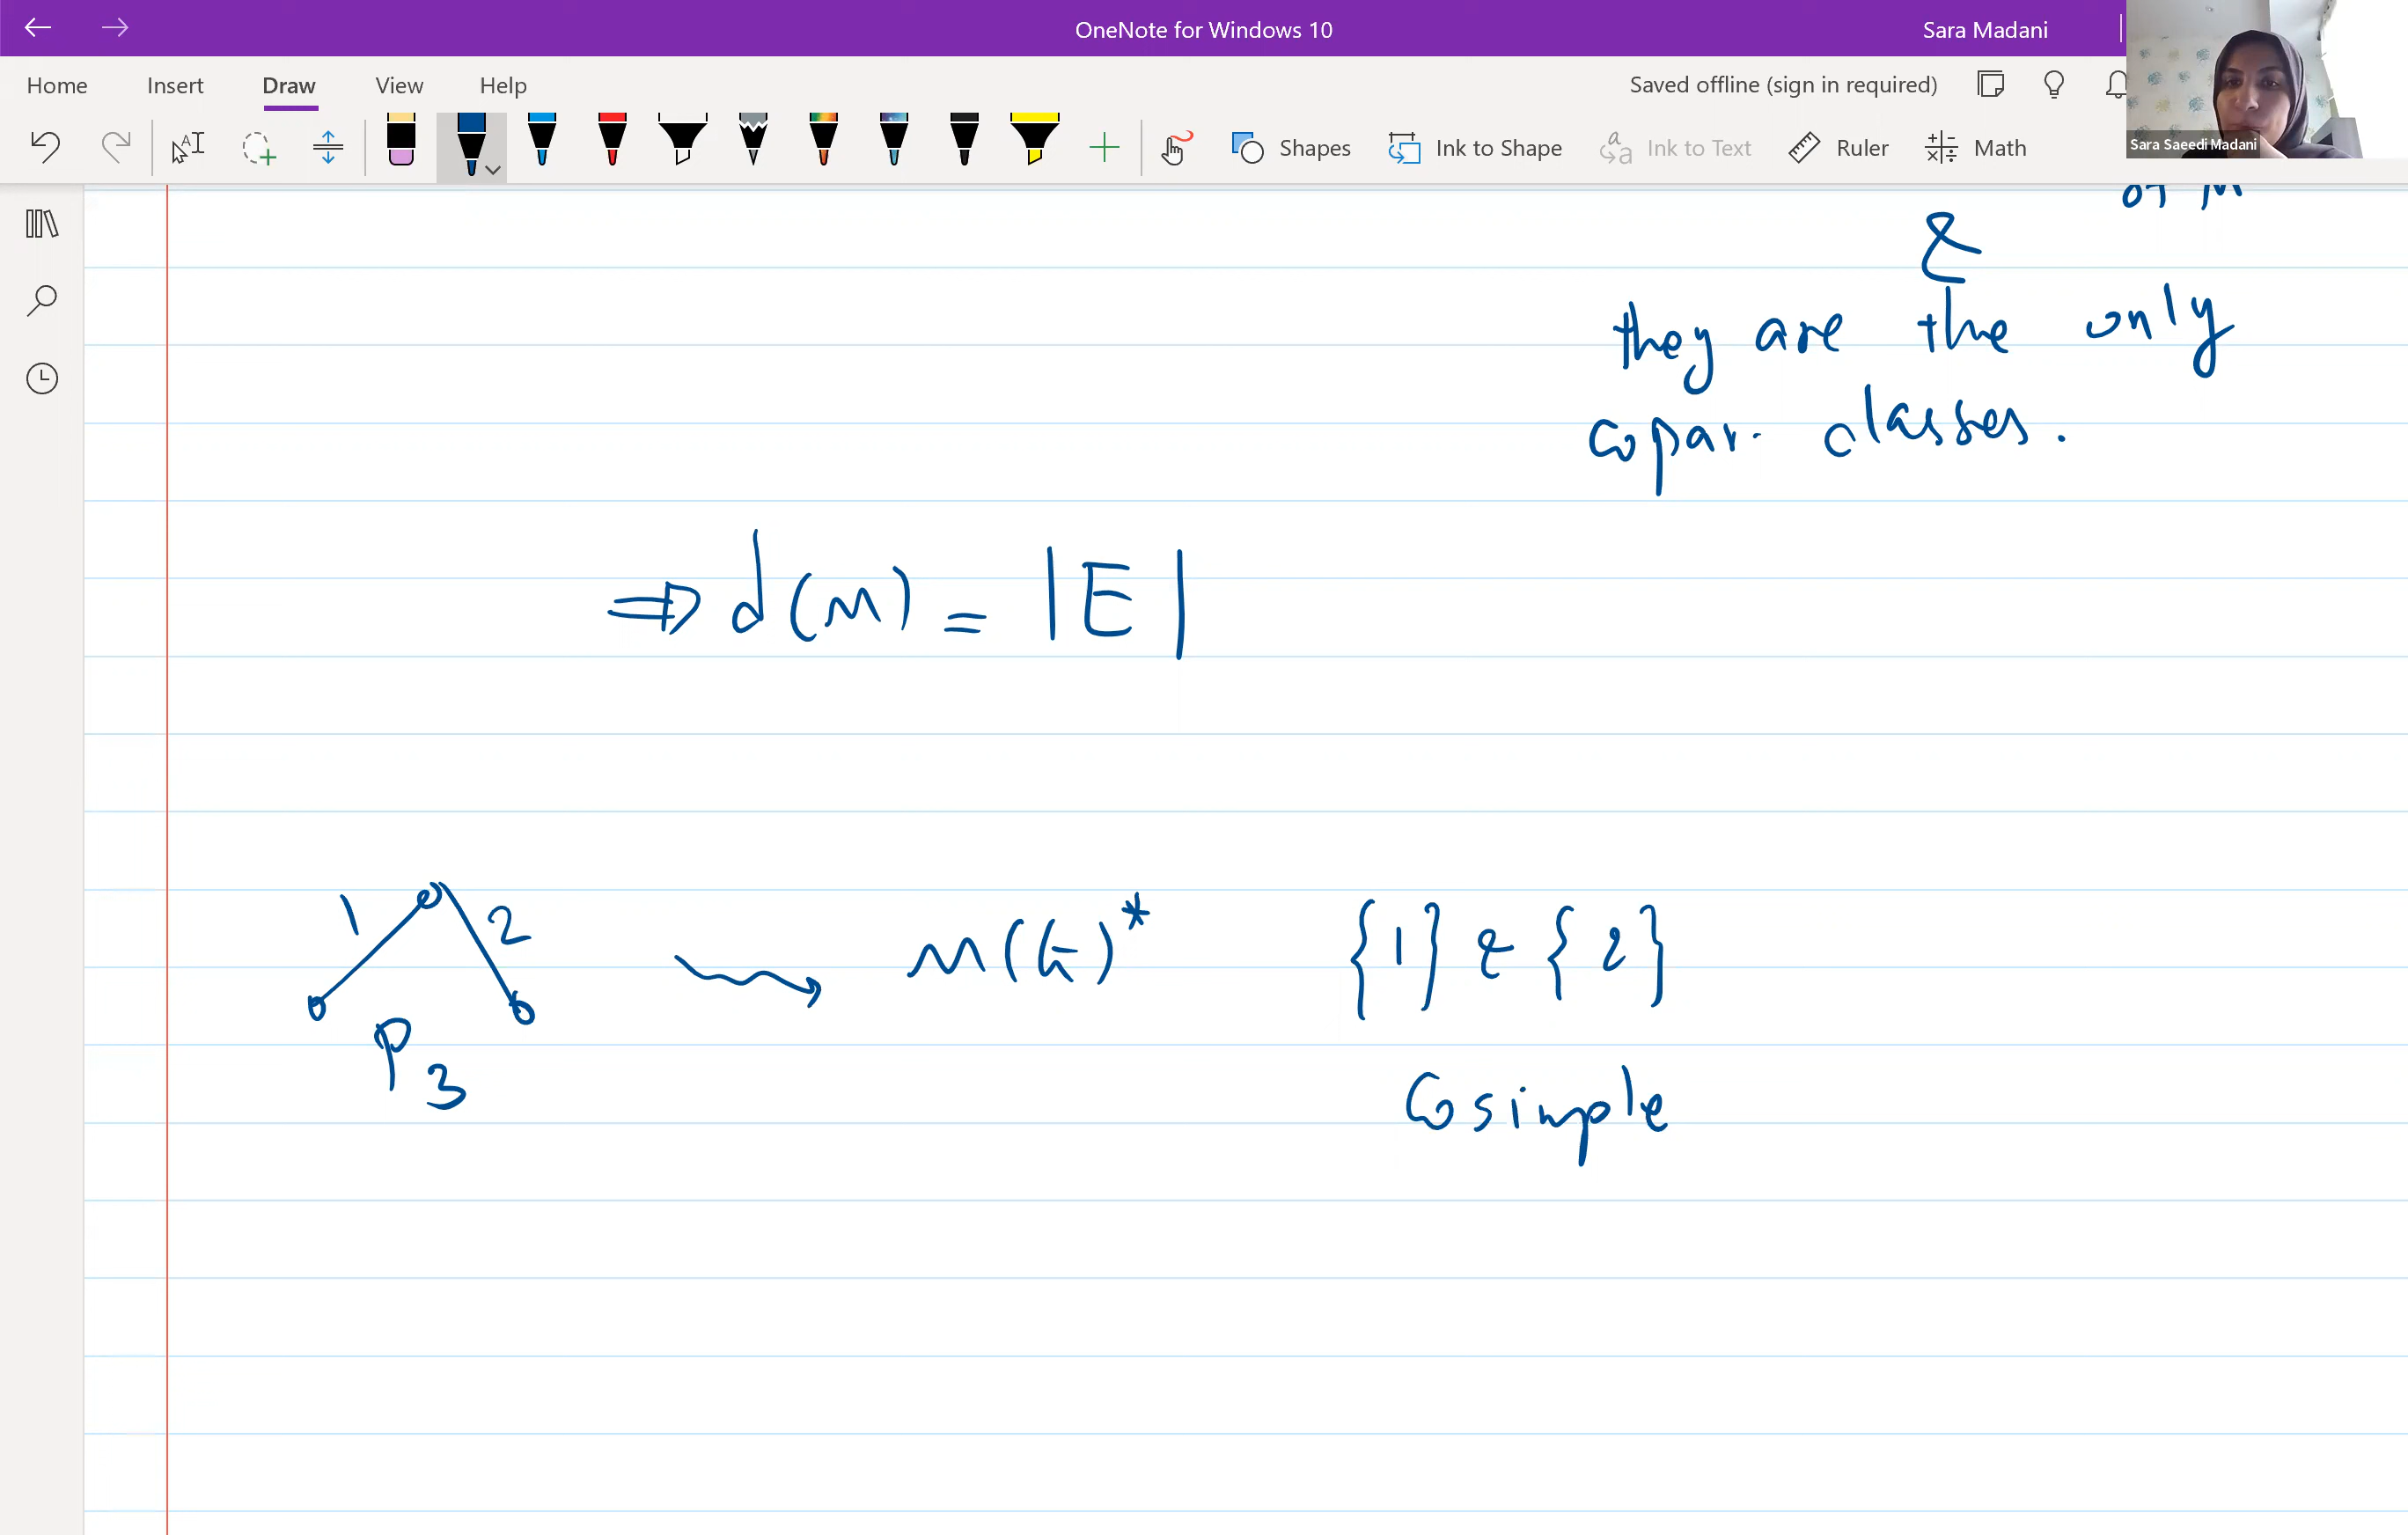 OneNote for Windows 10
Sara Madani
Home Insert Draw View Help
Saved offline (sign in required)
Shapes Ink to Shape Ink to Text Ruler Math
Sara Saeedi Madani
of M
&
they are the only
copar. classes.
⇒ d(M) = |E|
1 2
M(G)* {1} & {2}
P3
Cosimple